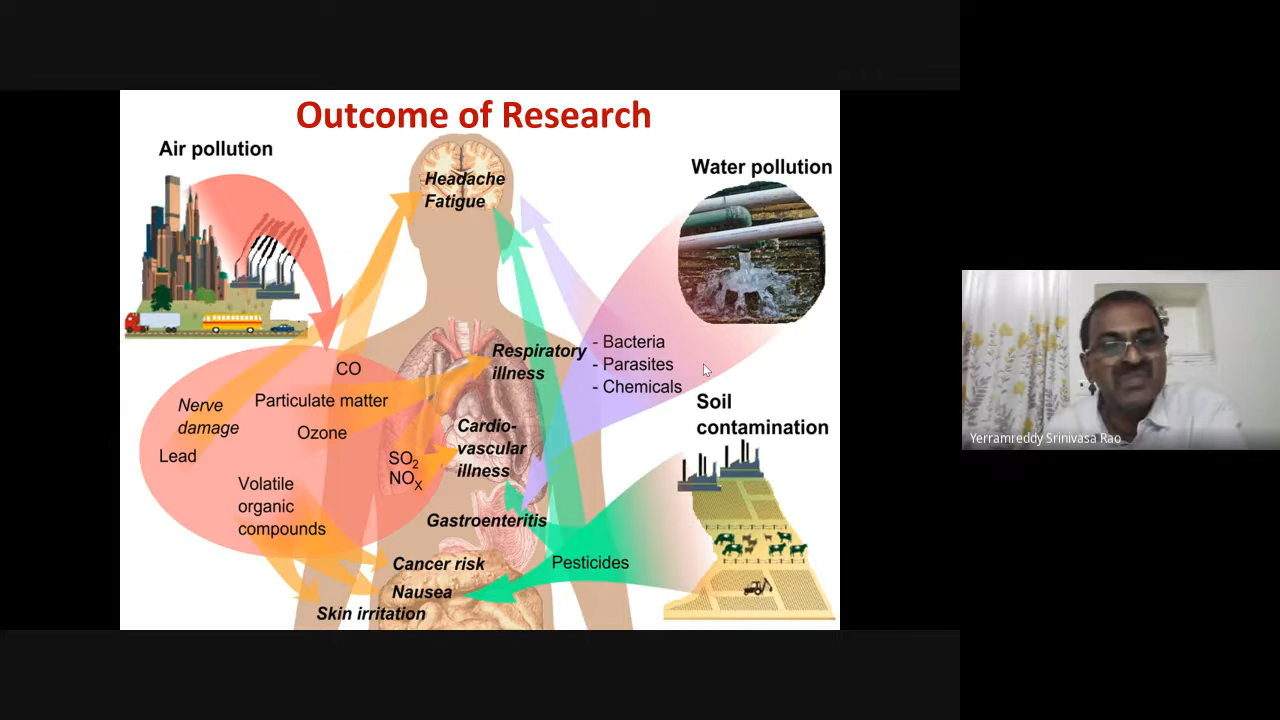 Outcome of Research
Air pollution
Water pollution
Headache
Fatigue
- Bacteria
- Parasites
- Chemicals
Respiratory
illness
CO
Particulate matter
Ozone
Nerve
damage
Lead
SO2
NOX
Volatile
organic
compounds
Cardio-
vascular
illness
Soil
contamination
Gastroenteritis
Pesticides
Cancer risk
Nausea
Skin irritation
Yerramreddy Srinivasa Rao